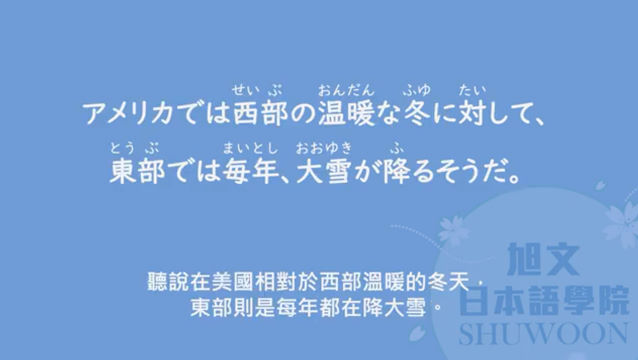 せいぶ おんだん ふゆ たい
アメリカでは西部の温暖な冬に対して、
とうぶ まいとし おおゆき ふ
東部では毎年、大雪が降るそうだ。
聽說在美國相對於西部溫暖的冬天，
東部則是每年都在降大雪。
旭文
日本語學院
SHUWOON